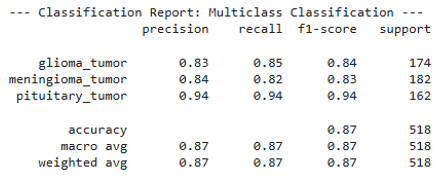 --- Classification Report: Multiclass Classification ---
precision recall f1-score support
glioma_tumor 0.83 0.85 0.84 174
meningioma_tumor 0.84 0.82 0.83 182
pituitary_tumor 0.94 0.94 0.94 162
accuracy 0.87 518
macro avg 0.87 0.87 0.87 518
weighted avg 0.87 0.87 0.87 518